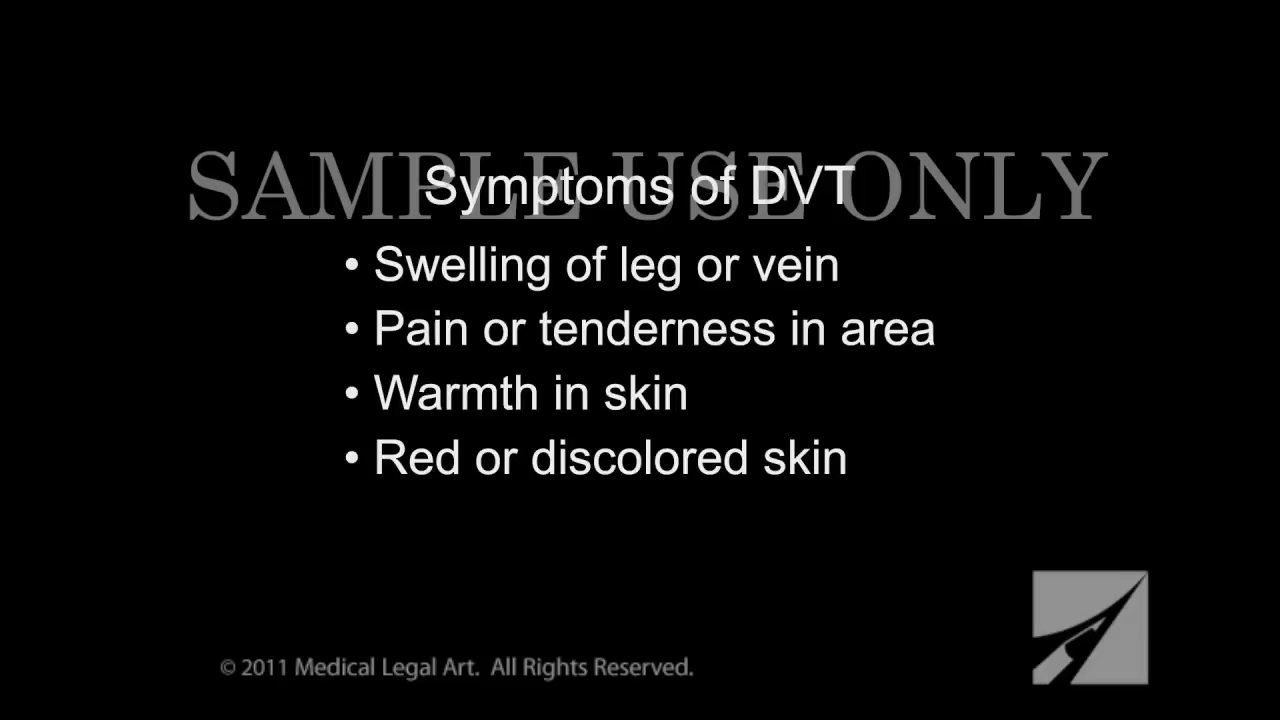 SAMPLE USE ONLY
Symptoms of DVT
• Swelling of leg or vein
• Pain or tenderness in area
• Warmth in skin
• Red or discolored skin
© 2011 Medical Legal Art. All Rights Reserved.